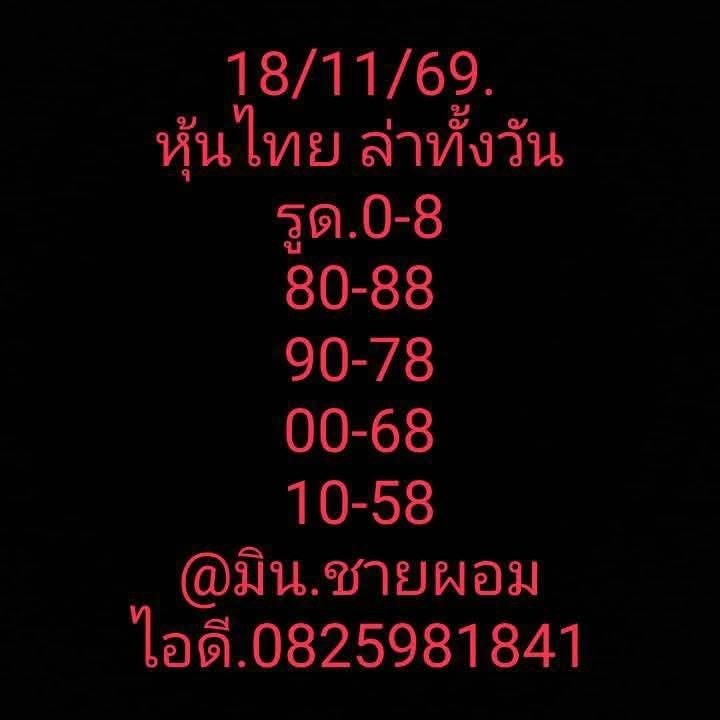 18/11/69.
หุ้นไทย ล่าทั้งวัน
รูด.0-8
80-88
90-78
00-68
10-58
@มิน.ชายผอม
ไอดี.0825981841